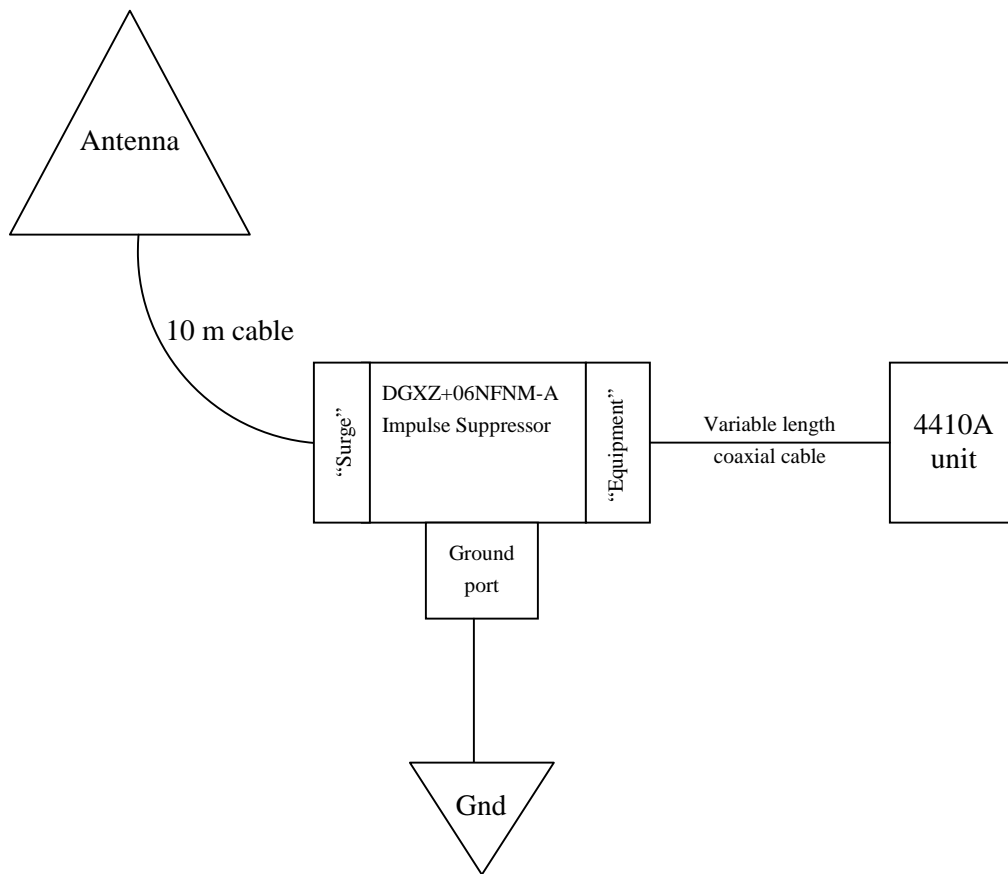 Antenna
10 m cable
“Surge”
DGXZ+06NFNM-A
Impulse Suppressor
“Equipment”
Variable length
coaxial cable
4410A
unit
Ground
port
Gnd